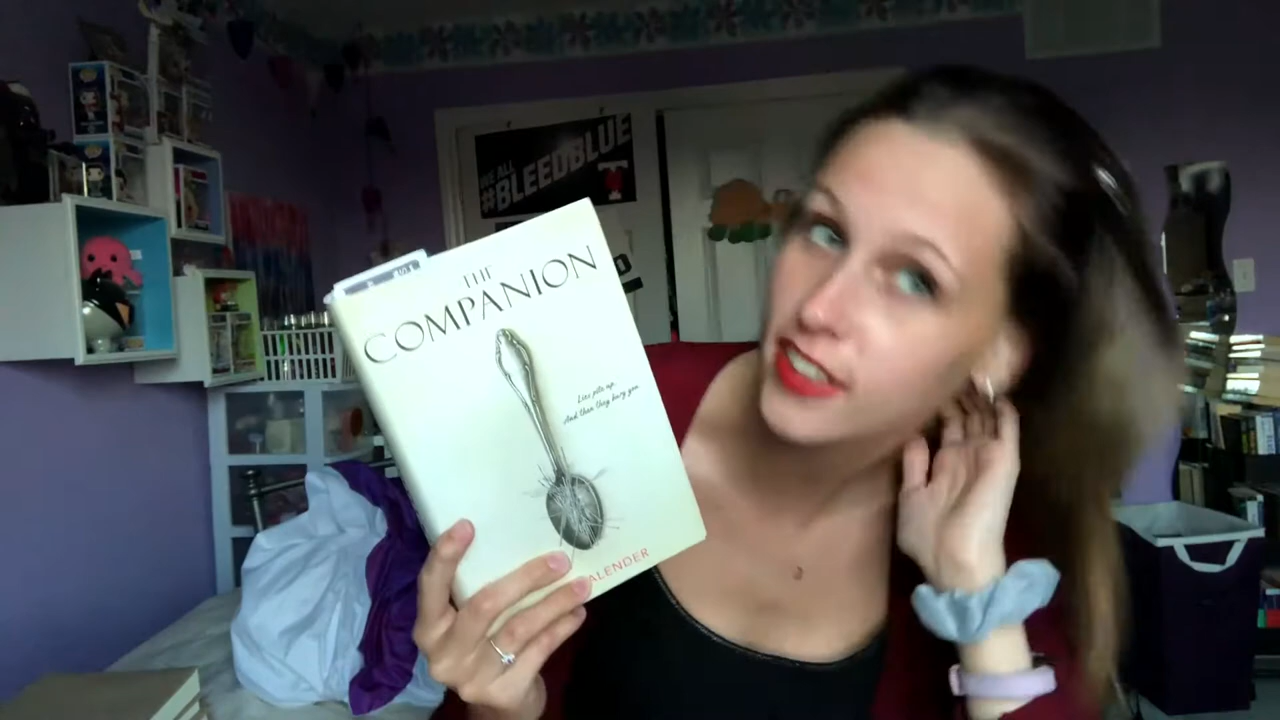 WE ALL
#BLEEDBLUE
THE
COMPANION
Lies pile up.
And then they bury you.
ALENDER